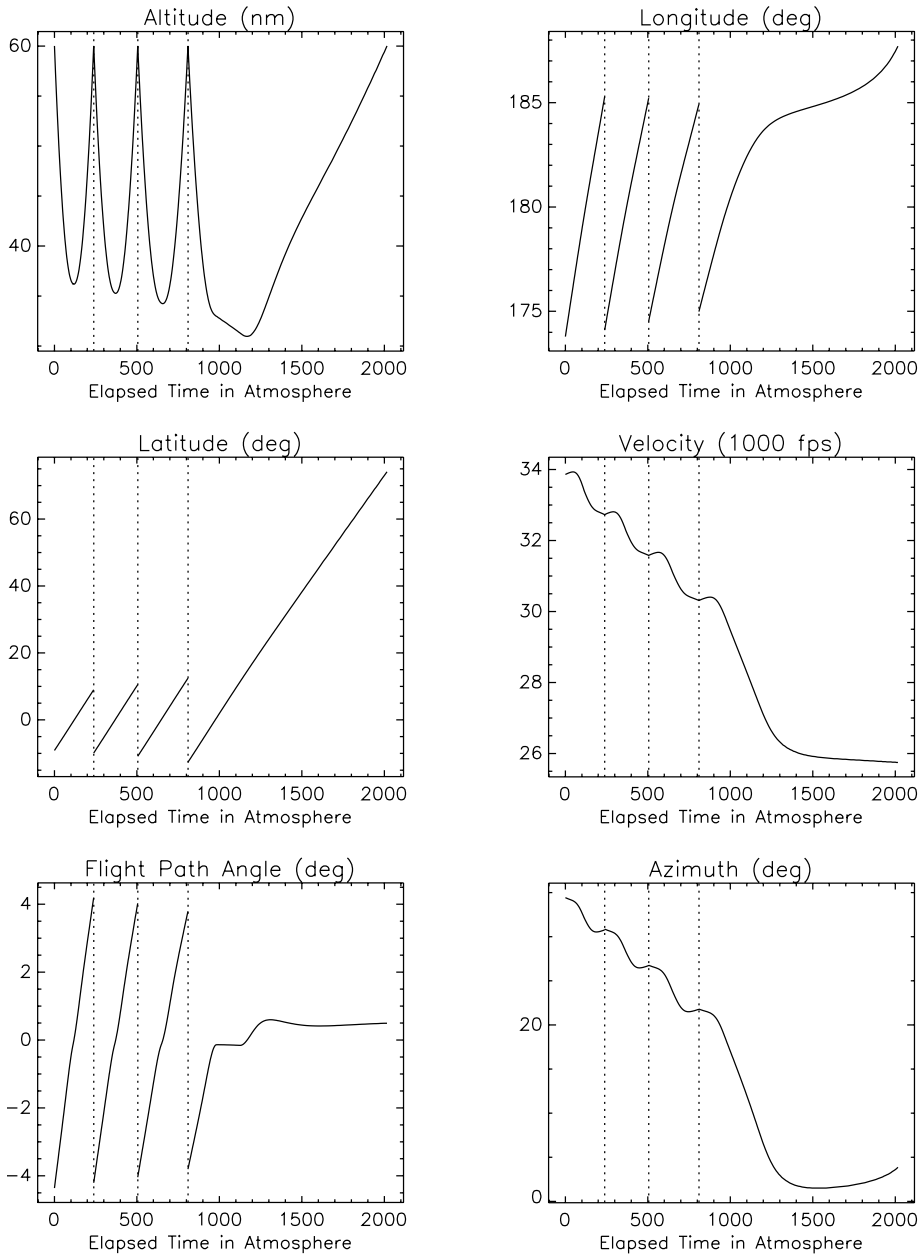 Altitude (nm)
60
40
0 500 1000 1500 2000
Elapsed Time in Atmosphere
Longitude (deg)
185
180
175
0 500 1000 1500 2000
Elapsed Time in Atmosphere
Latitude (deg)
60
40
20
0
0 500 1000 1500 2000
Elapsed Time in Atmosphere
Velocity (1000 fps)
34
32
30
28
26
0 500 1000 1500 2000
Elapsed Time in Atmosphere
Flight Path Angle (deg)
4
2
0
−2
−4
0 500 1000 1500 2000
Elapsed Time in Atmosphere
Azimuth (deg)
20
0
0 500 1000 1500 2000
Elapsed Time in Atmosphere